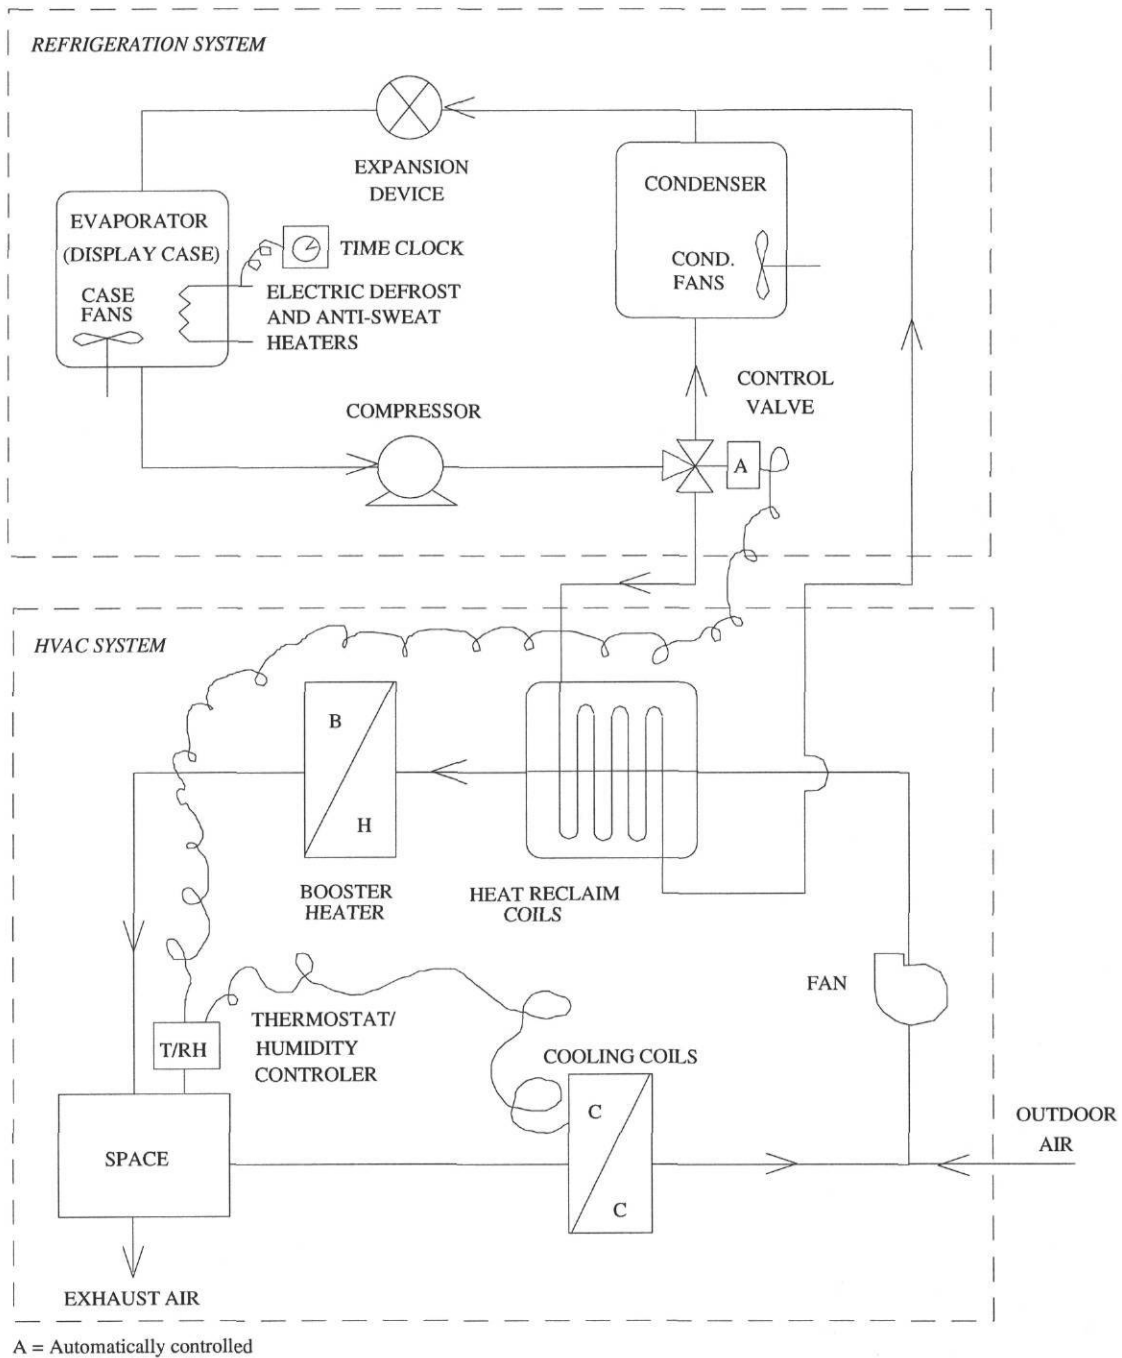 REFRIGERATION SYSTEM
EXPANSION
DEVICE
CONDENSER
EVAPORATOR
(DISPLAY CASE)
TIME CLOCK
COND.
FANS
CASE
FANS
ELECTRIC DEFROST
AND ANTI-SWEAT
HEATERS
CONTROL
VALVE
COMPRESSOR
A
HVAC SYSTEM
B
H
BOOSTER
HEATER
HEAT RECLAIM
COILS
FAN
THERMOSTAT/
HUMIDITY
CONTROLER
T/RH
COOLING COILS
C
C
OUTDOOR
AIR
SPACE
EXHAUST AIR
A = Automatically controlled